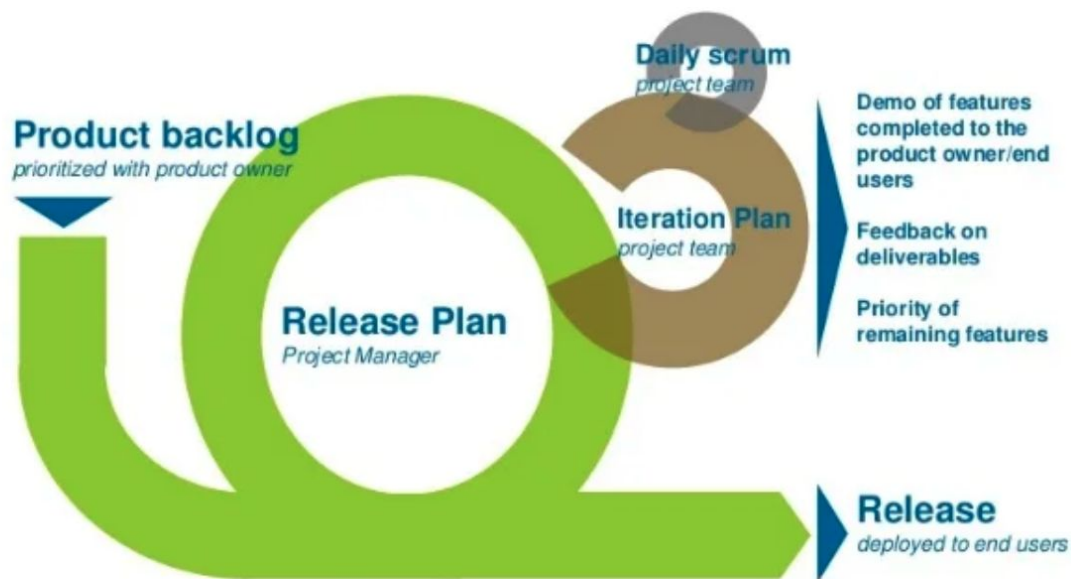 Daily scrum
project team
Product backlog
prioritized with product owner
Demo of features
completed to the
product owner/end
users
Iteration Plan
project team
Feedback on
deliverables
Release Plan
Project Manager
Priority of
remaining features
Release
deployed to end users